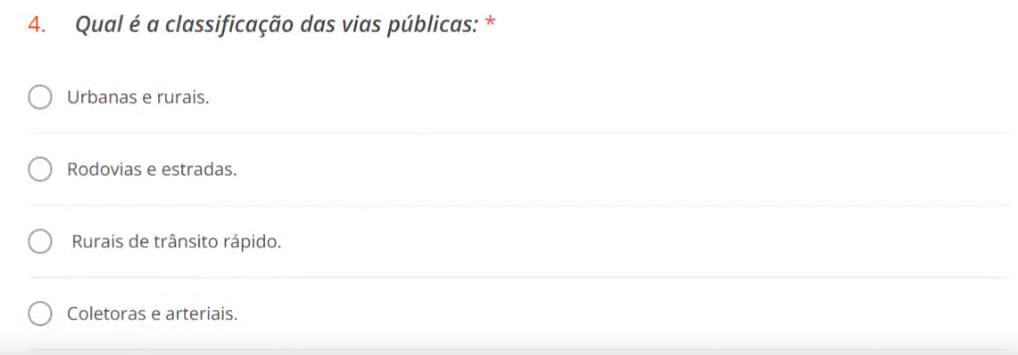 4. Qual é a classificação das vias públicas: *
Urbanas e rurais.
Rodovias e estradas.
Rurais de trânsito rápido.
Coletoras e arteriais.